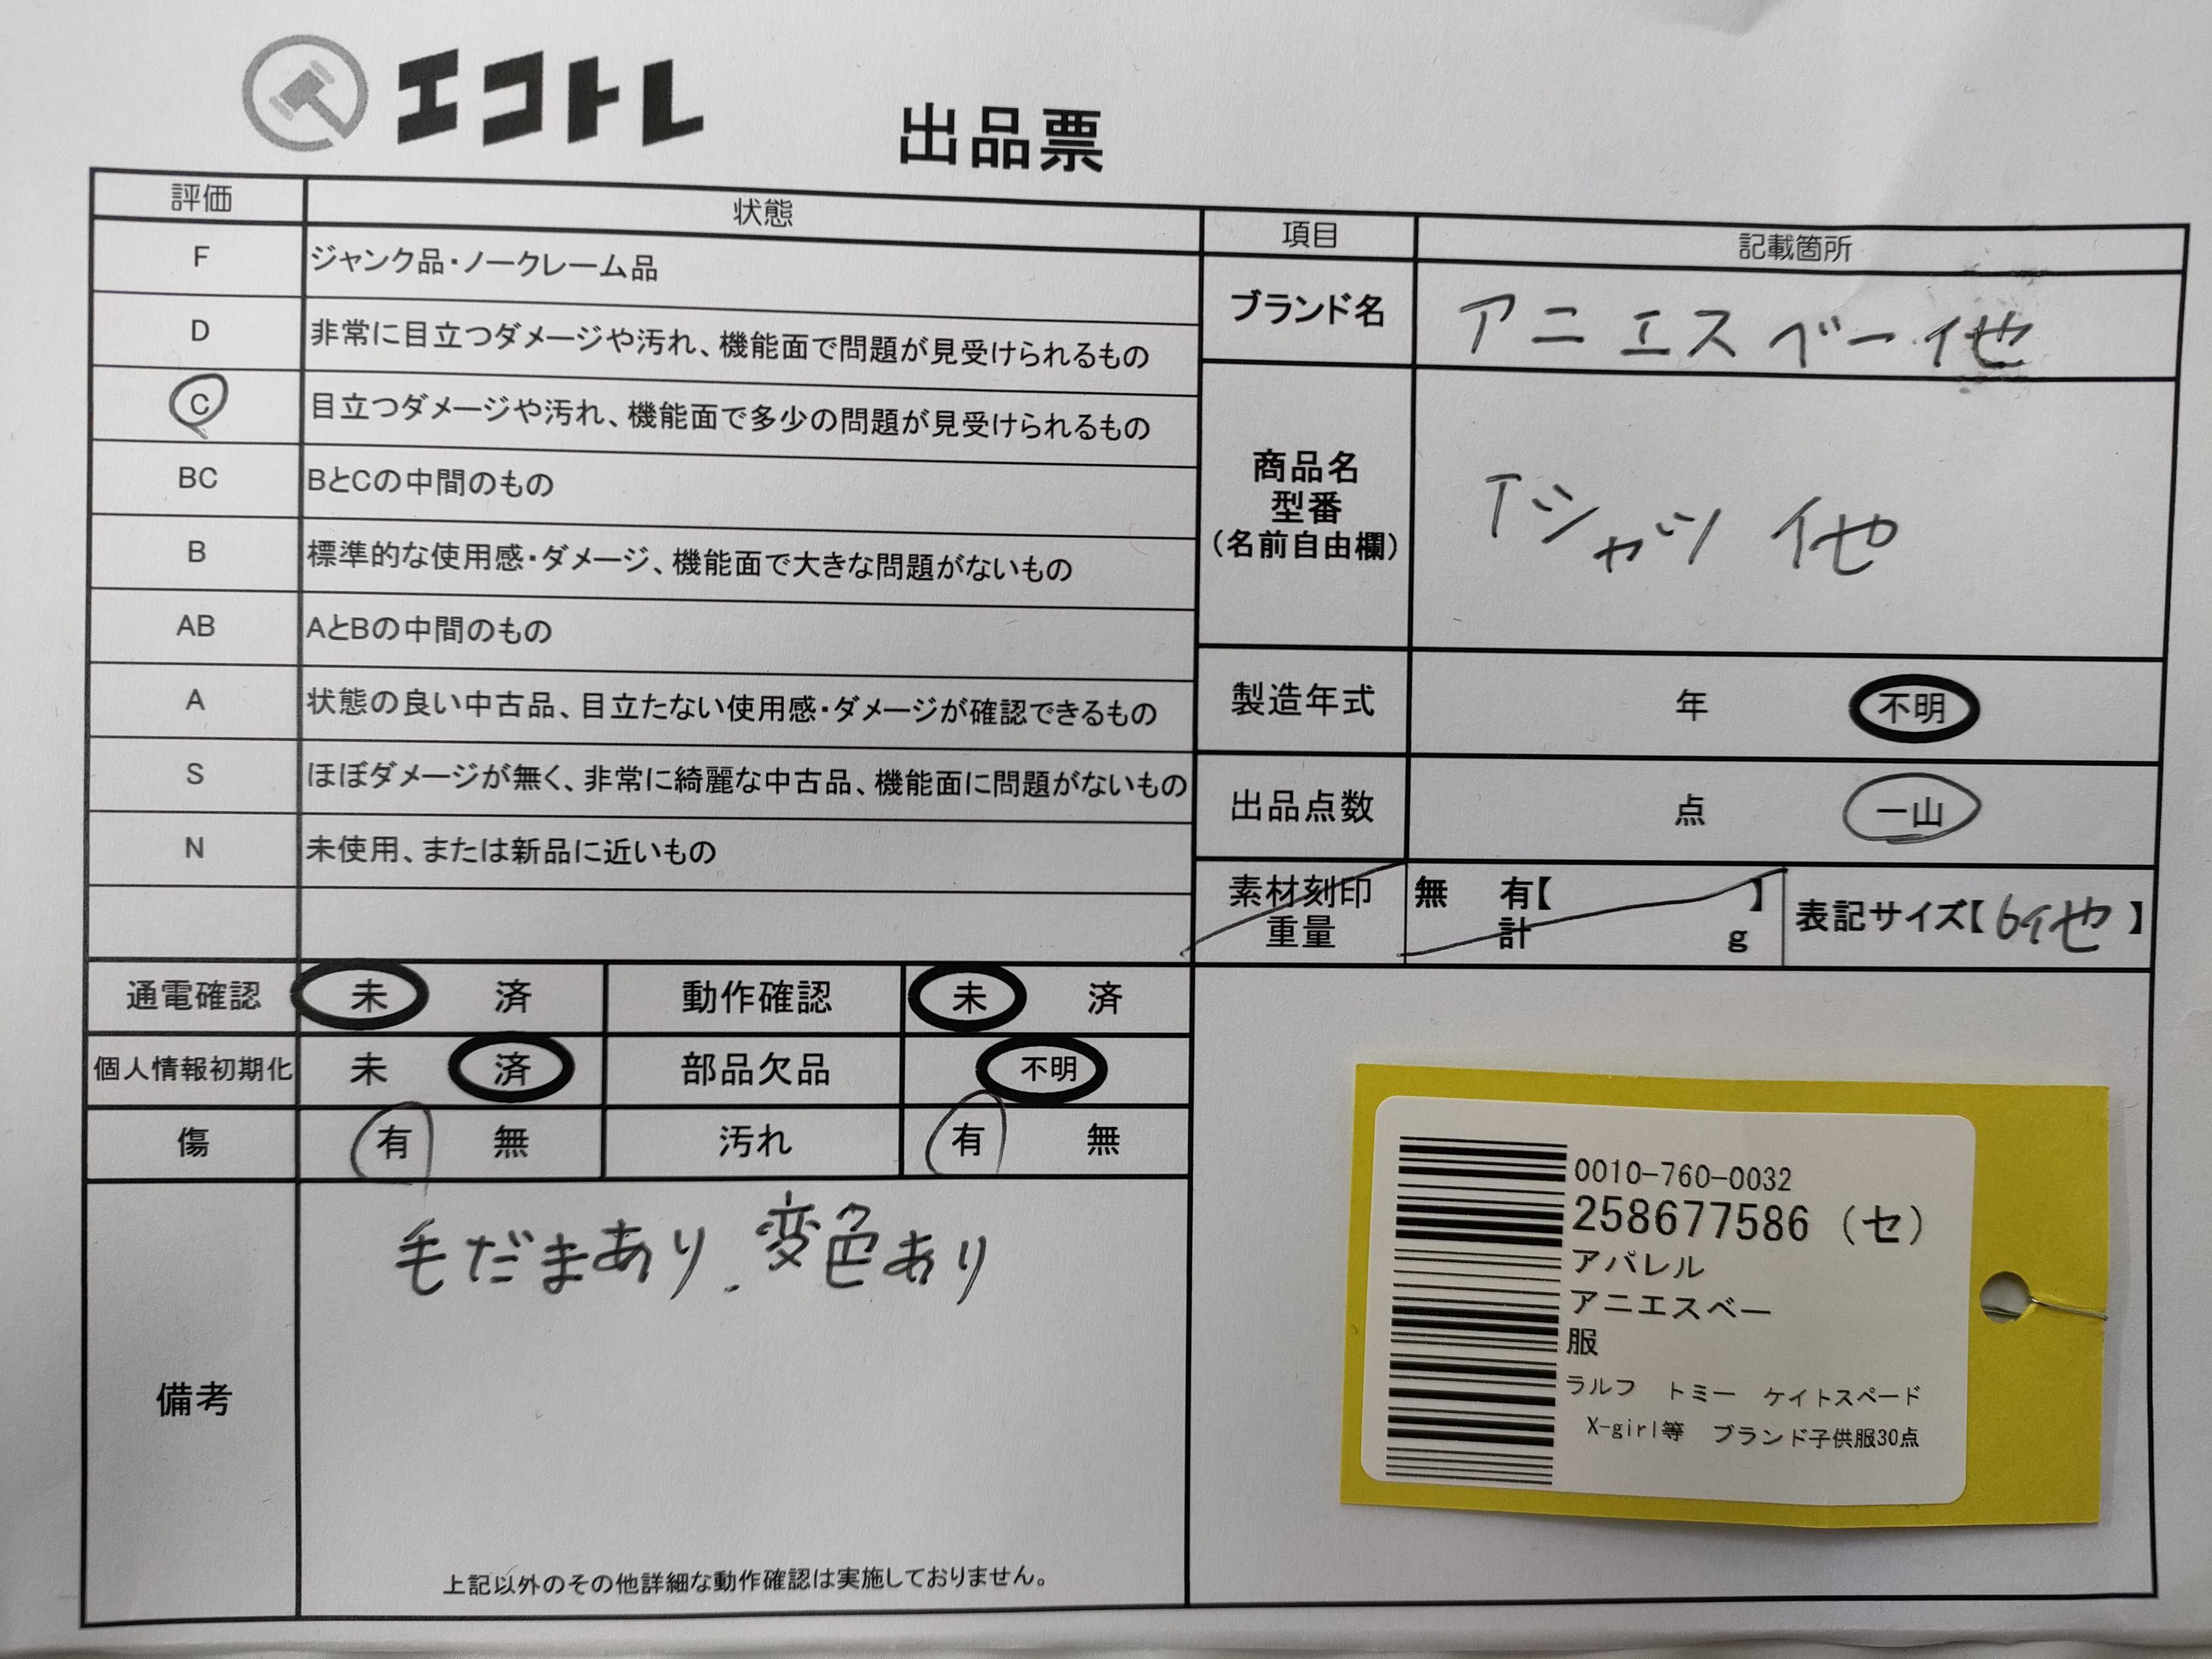 エコトレ
出品票
評価 状態
F ジャンク品・ノークレーム品
D 非常に目立つダメージや汚れ、機能面で問題が見受けられるもの
C 目立つダメージや汚れ、機能面で多少の問題が見受けられるもの
BC BとCの中間のもの
B 標準的な使用感・ダメージ、機能面で大きな問題がないもの
AB AとBの中間のもの
A 状態の良い中古品、目立たない使用感・ダメージが確認できるもの
S ほぼダメージが無く、非常に綺麗な中古品、機能面に問題がないもの
N 未使用、または新品に近いもの
項目 記載箇所
ブランド名 アニエスベー他
商品名
型番
(名前自由欄)
Tシャツ 他
製造年式 年 不明
出品点数 点 一山
素材刻印 無 有【 】
重量 計 g
表記サイズ【6他】
通電確認 未 済 動作確認 未 済
個人情報初期化 未 済 部品欠品 不明
傷 有 無 汚れ 有 無
備考
毛だまあり、変色あり
上記以外のその他詳細な動作確認は実施しておりません。
0010-760-0032
258677586（セ）
アパレル
アニエスベー
服
ラルフ トミー ケイトスペード
X-girl等 ブランド子供服30点